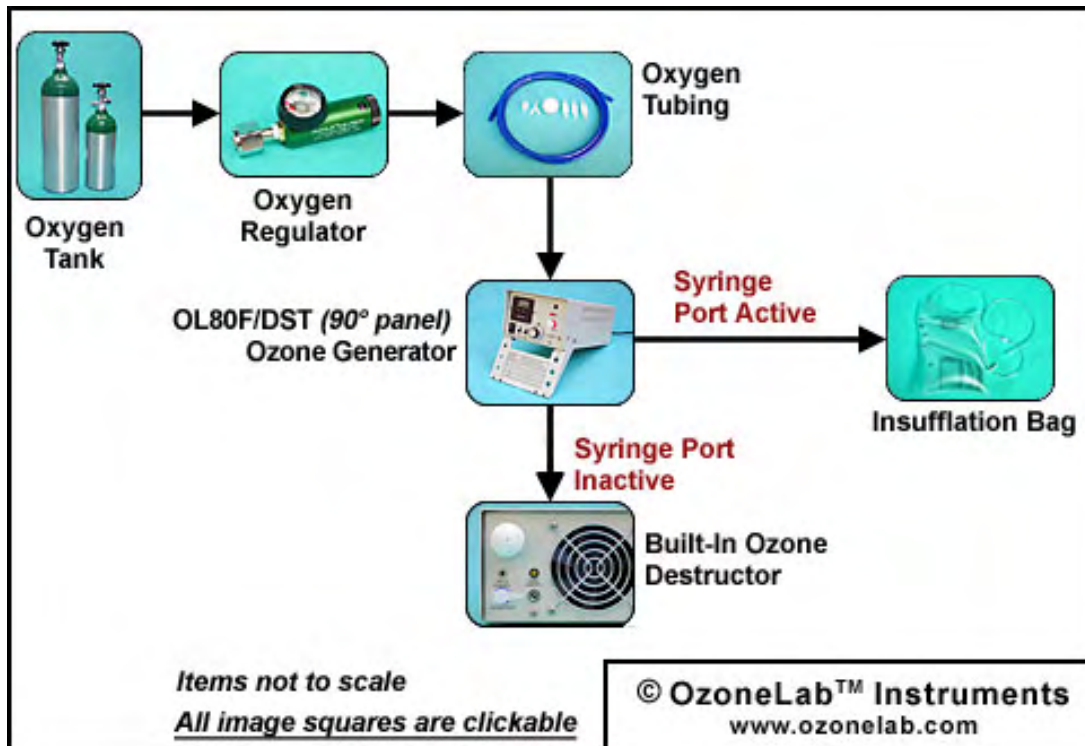 Oxygen
Tank
Oxygen
Regulator
Oxygen
Tubing
OL80F/DST (90° panel)
Ozone Generator
Syringe
Port Active
Insufflation Bag
Syringe Port
Inactive
Built-In Ozone
Destructor
Items not to scale
All image squares are clickable
© OzoneLab™ Instruments
www.ozonelab.com